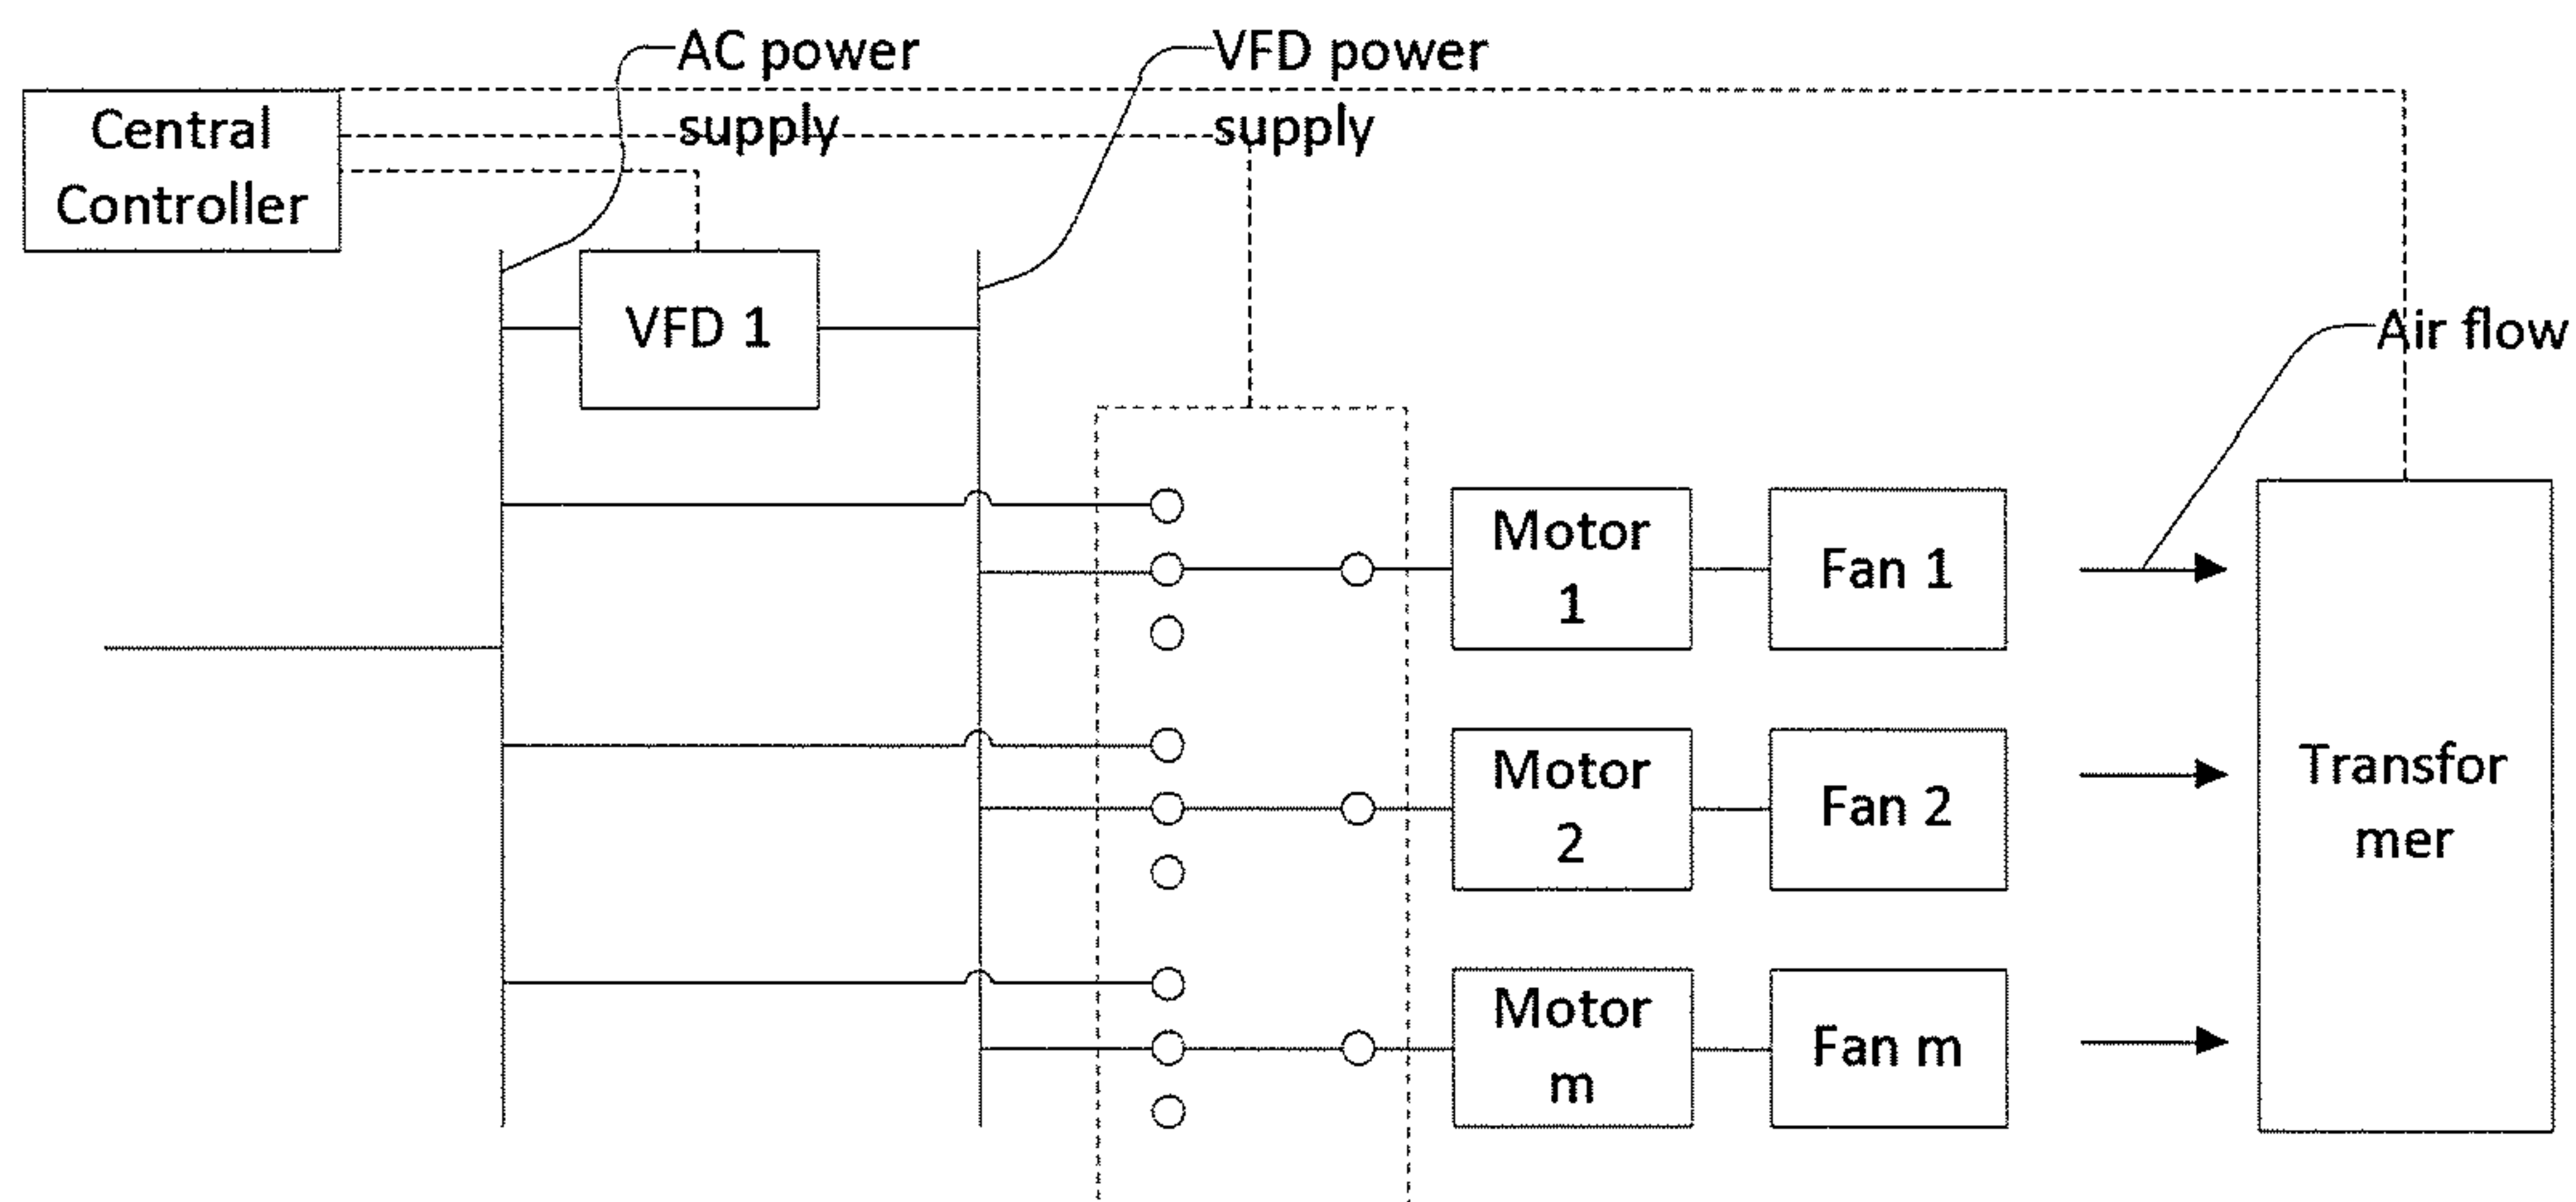 AC power
supply
VFD power
supply
Central
Controller
VFD 1
Air flow
Motor
1
Fan 1
Motor
2
Fan 2
Transfor
mer
Motor
m
Fan m